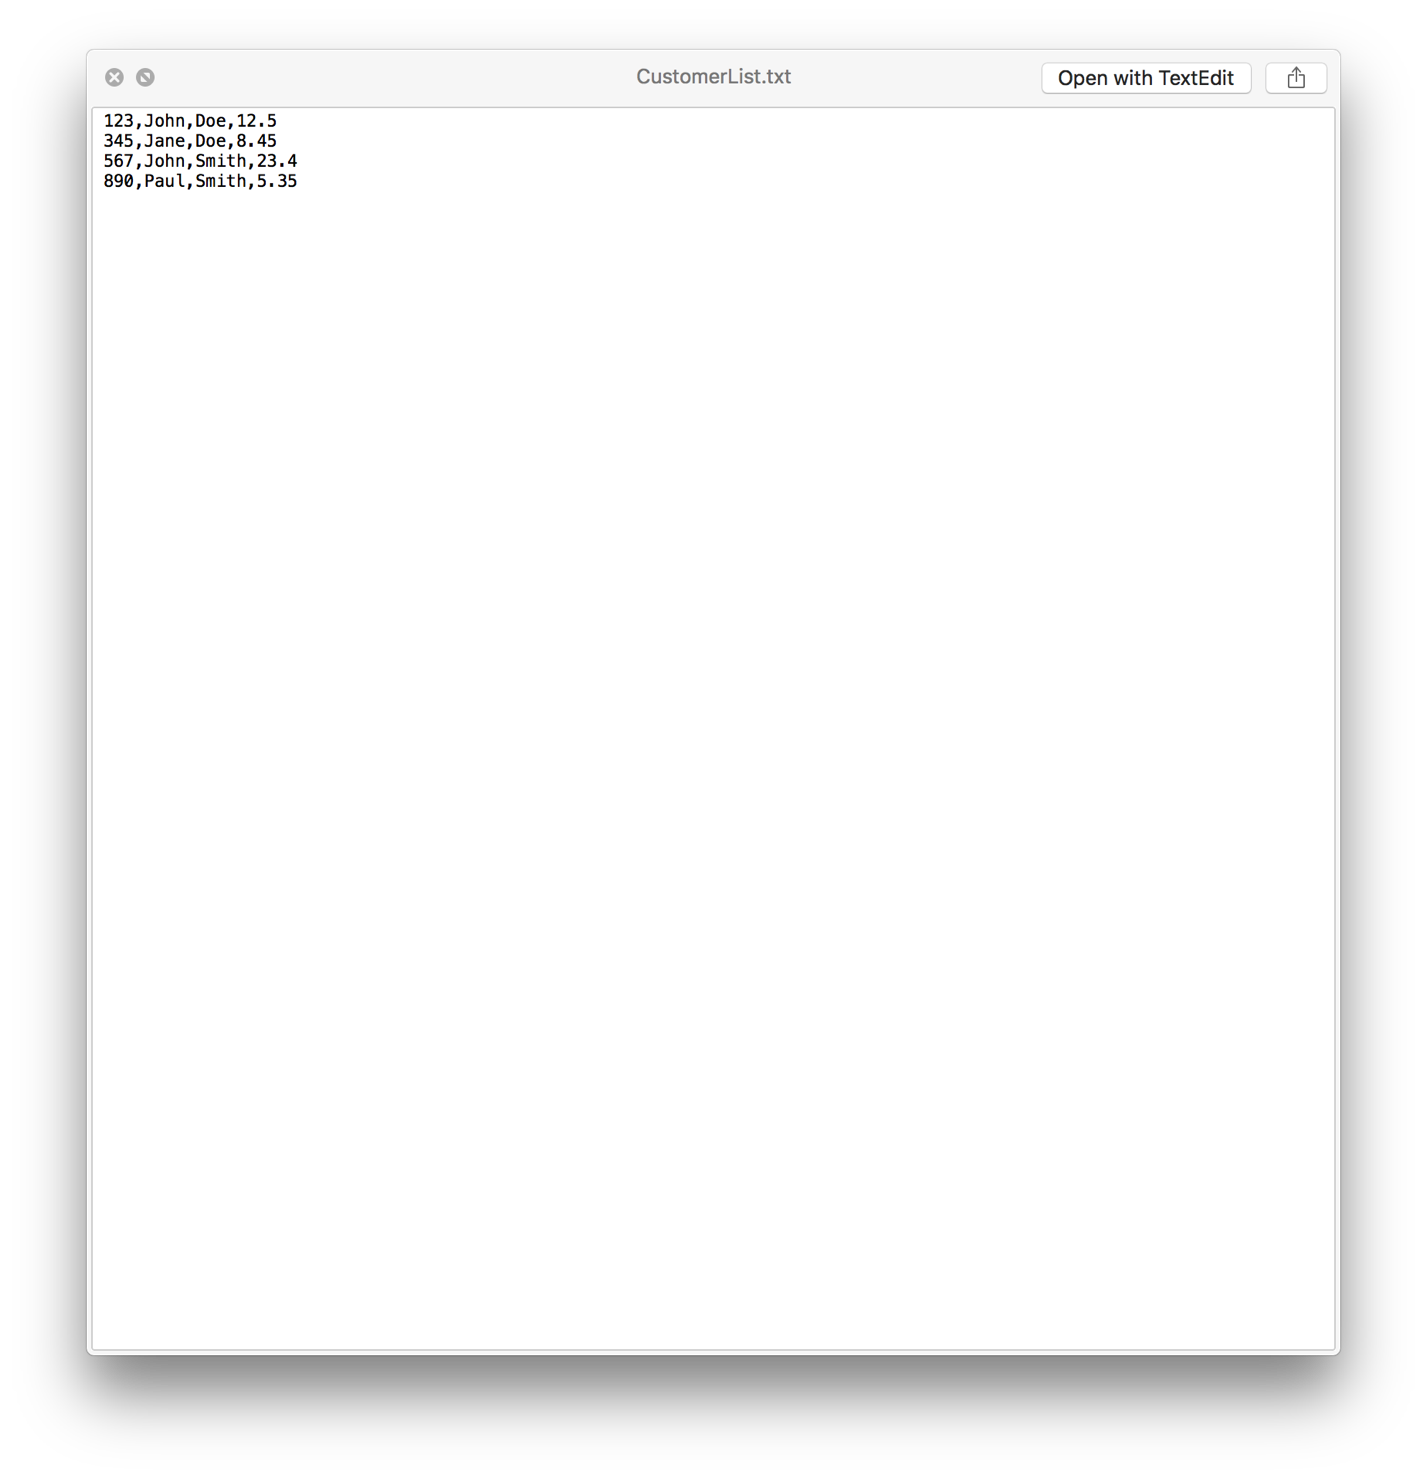 CustomerList.txt
Open with TextEdit
123,John,Doe,12.5
345,Jane,Doe,8.45
567,John,Smith,23.4
890,Paul,Smith,5.35